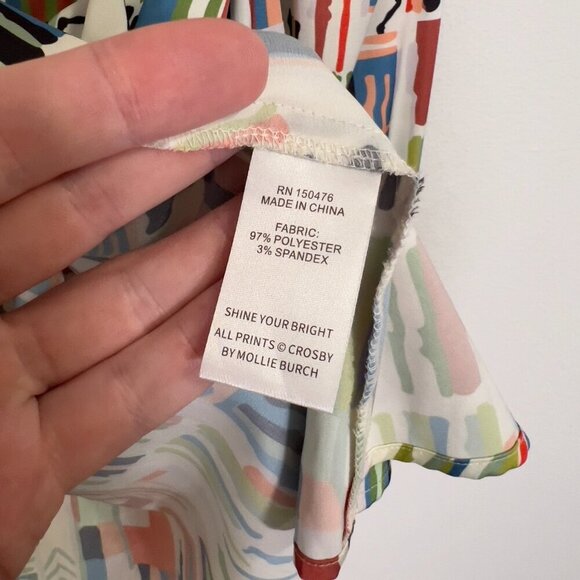 RN 150476
MADE IN CHINA
FABRIC:
97% POLYESTER
3% SPANDEX
SHINE YOUR BRIGHT
ALL PRINTS © CROSBY
BY MOLLIE BURCH